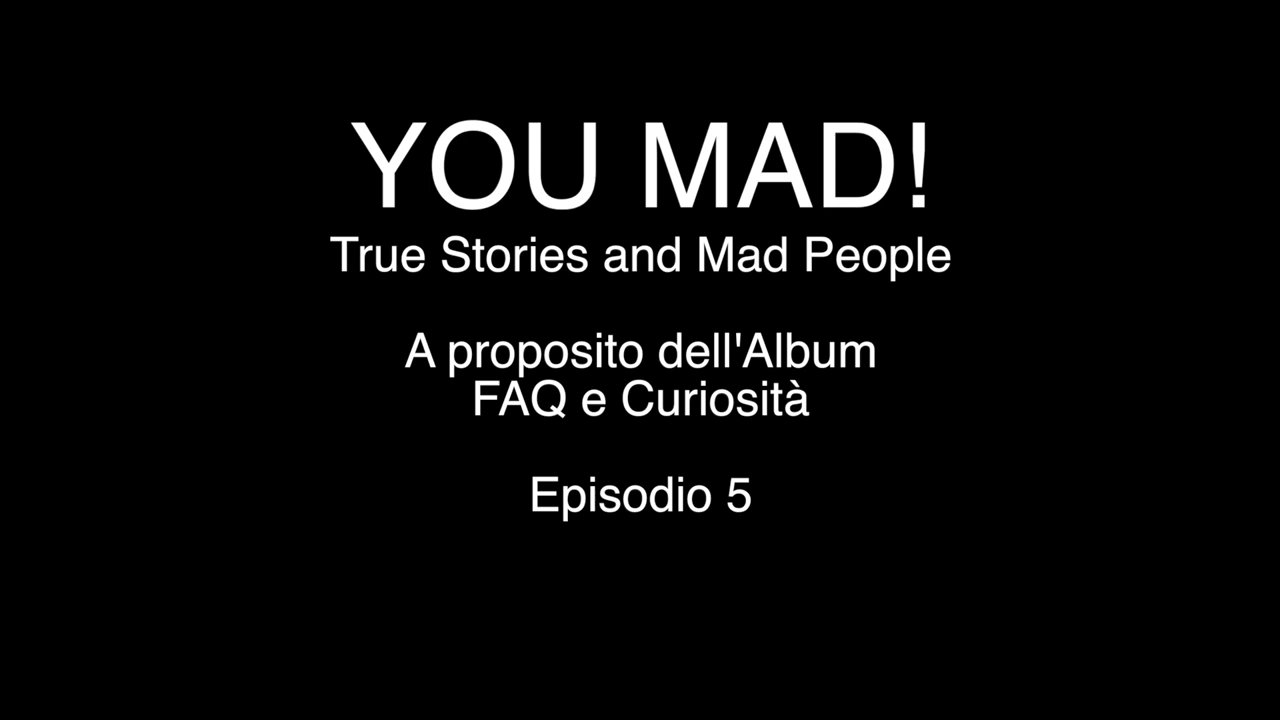 YOU MAD!
True Stories and Mad People
A proposito dell'Album
FAQ e Curiosità
Episodio 5